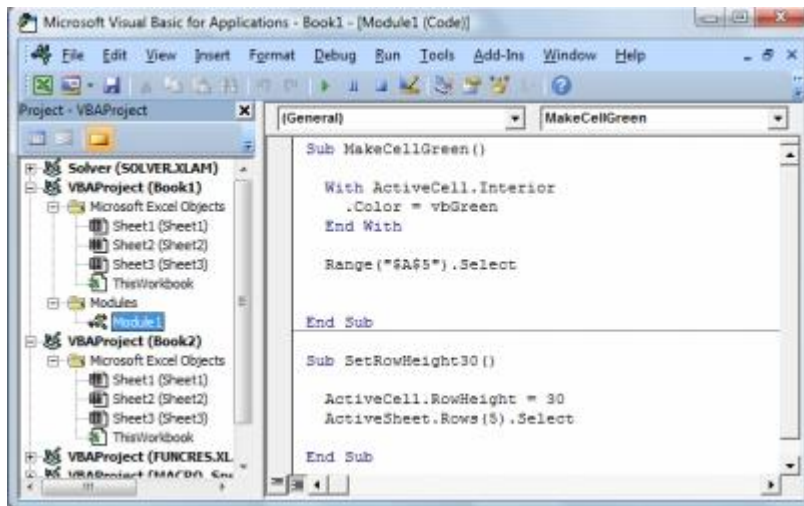 Microsoft Visual Basic for Applications - Book1 - [Module1 (Code)]
File Edit View Insert Format Debug Run Tools Add-Ins Window Help
Project - VBAProject
Solver (SOLVER.XLAM)
VBAProject (Book1)
Microsoft Excel Objects
Sheet1 (Sheet1)
Sheet2 (Sheet2)
Sheet3 (Sheet3)
ThisWorkbook
Modules
Module1
VBAProject (Book2)
Microsoft Excel Objects
Sheet1 (Sheet1)
Sheet2 (Sheet2)
Sheet3 (Sheet3)
ThisWorkbook
VBAProject (FUNCRES.XL
VBAProject
(General) MakeCellGreen
Sub MakeCellGreen()
With ActiveCell.Interior
.Color = vbGreen
End With
Range("$A$5").Select
End Sub
Sub SetRowHeight30()
ActiveCell.RowHeight = 30
ActiveSheet.Rows(5).Select
End Sub